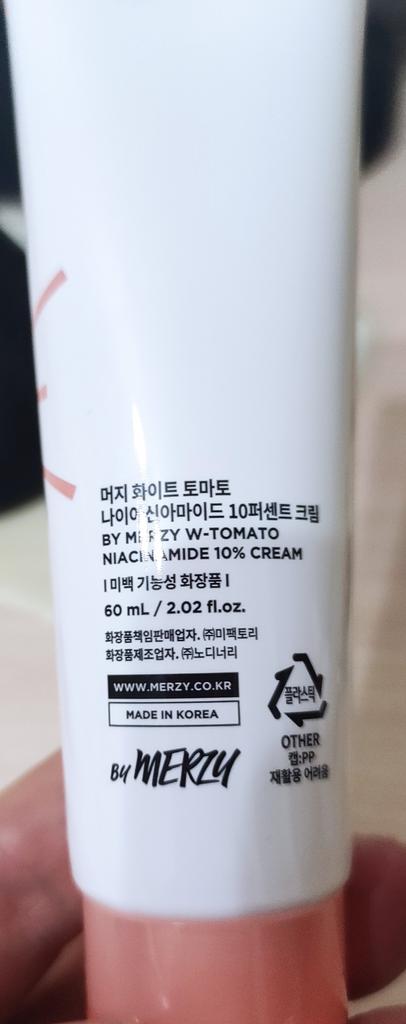 머지 화이트 토마토
나이아신아마이드 10퍼센트 크림
BY MERZY W-TOMATO
NIACINAMIDE 10% CREAM
| 미백 기능성 화장품 |
60 mL / 2.02 fl.oz.
화장품책임판매업자. ㈜미팩토리
화장품제조업자. ㈜노디너리
WWW.MERZY.CO.KR
MADE IN KOREA
BY MERZY
플라스틱
OTHER
캡:PP
재활용 어려움